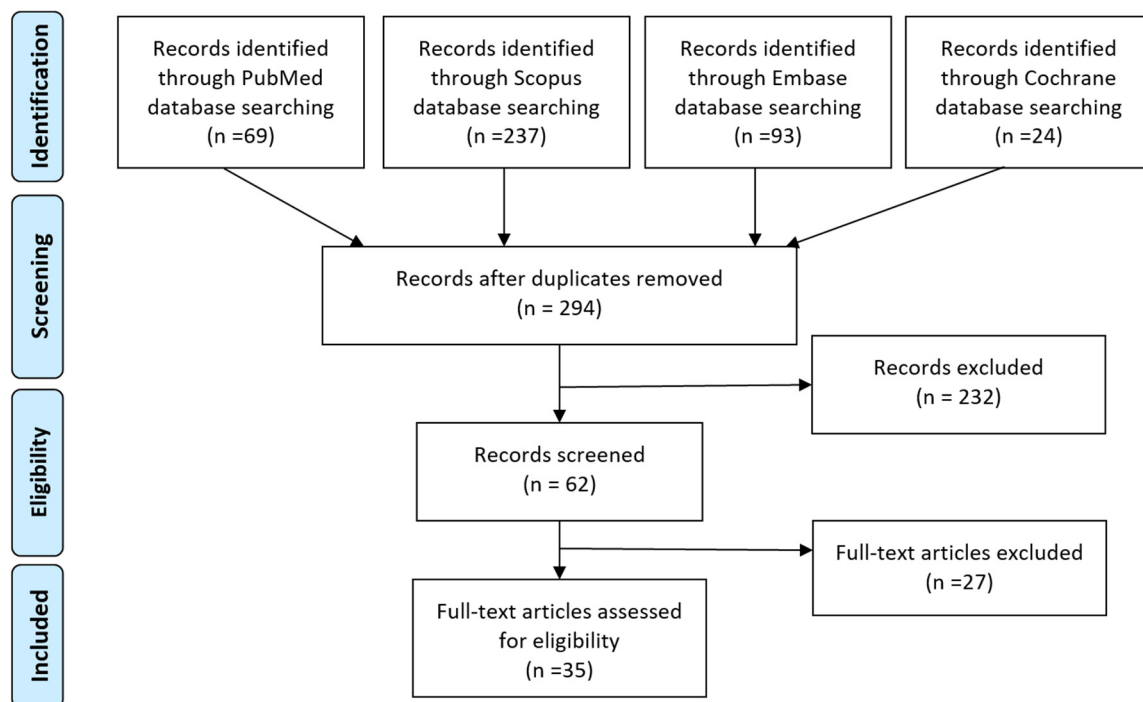 Identification
Records identified
through PubMed
database searching
(n =69)
Records identified
through Scopus
database searching
(n =237)
Records identified
through Embase
database searching
(n =93)
Records identified
through Cochrane
database searching
(n =24)
Screening
Records after duplicates removed
(n = 294)
Records excluded
(n = 232)
Eligibility
Records screened
(n = 62)
Full-text articles excluded
(n =27)
Included
Full-text articles assessed
for eligibility
(n =35)